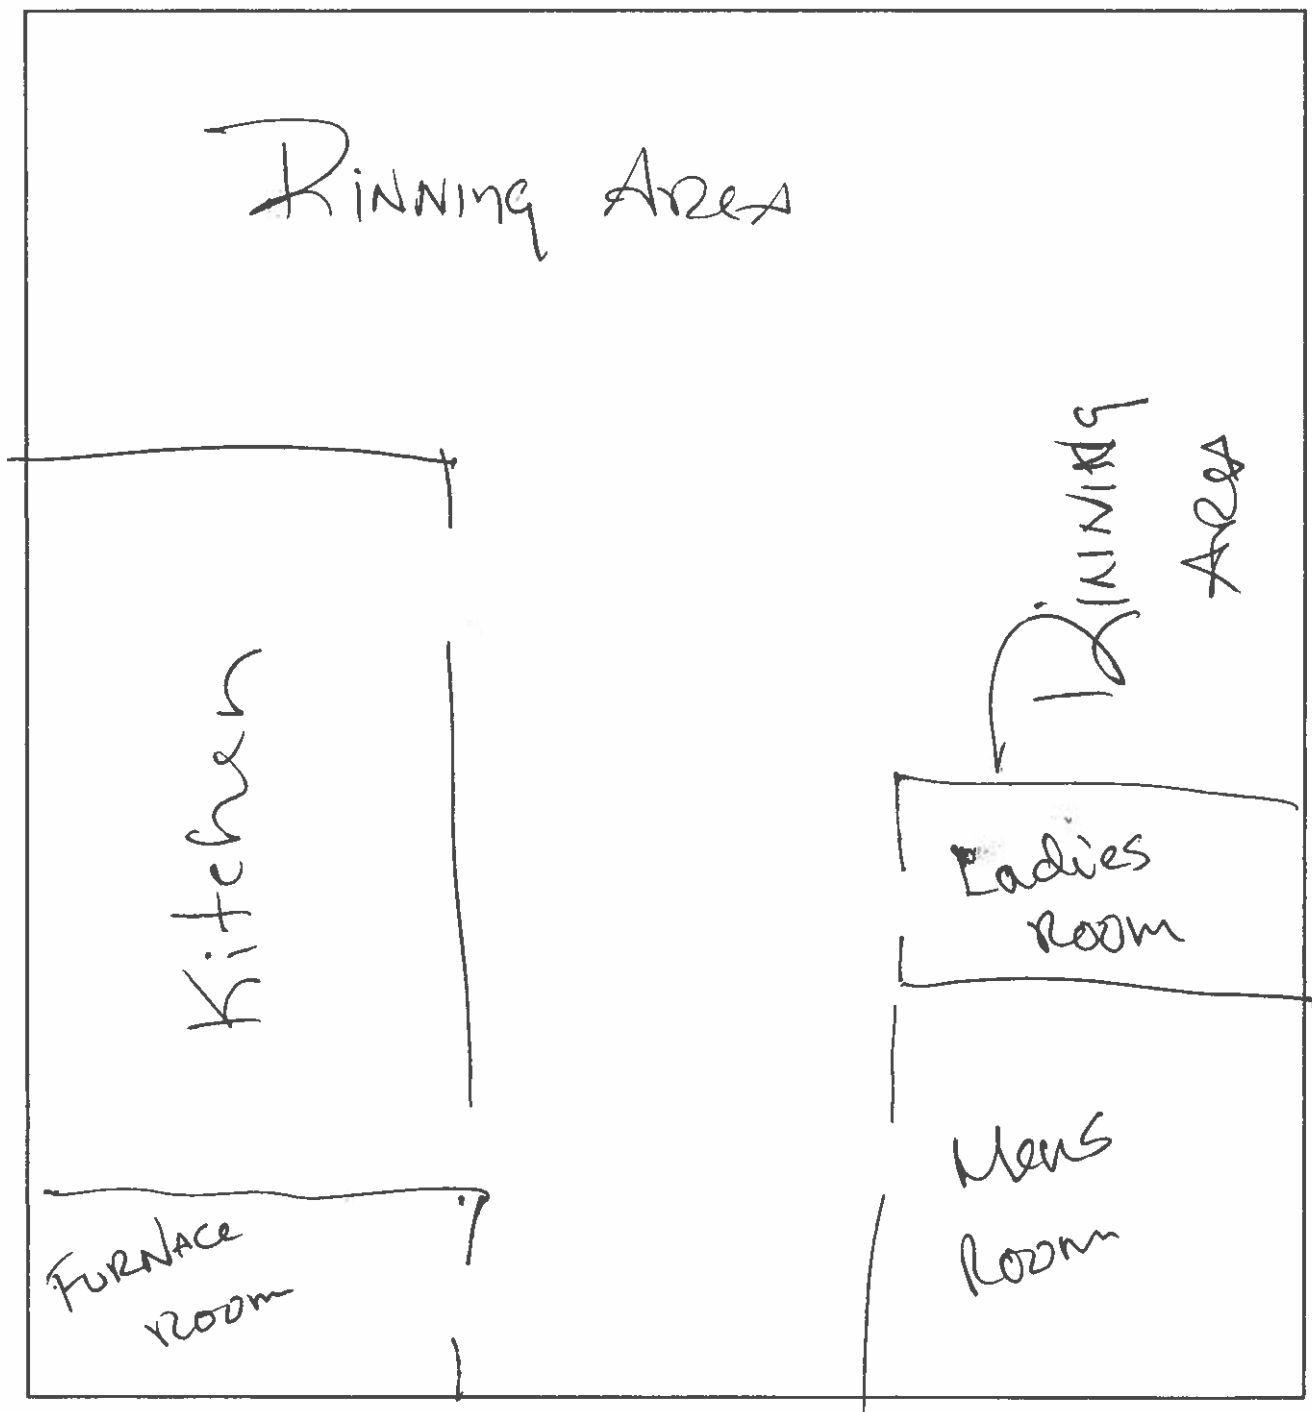 Dinning Area
Dinning
Area
Kitchen
Ladies
Room
Mens
Room
Furnace
Room